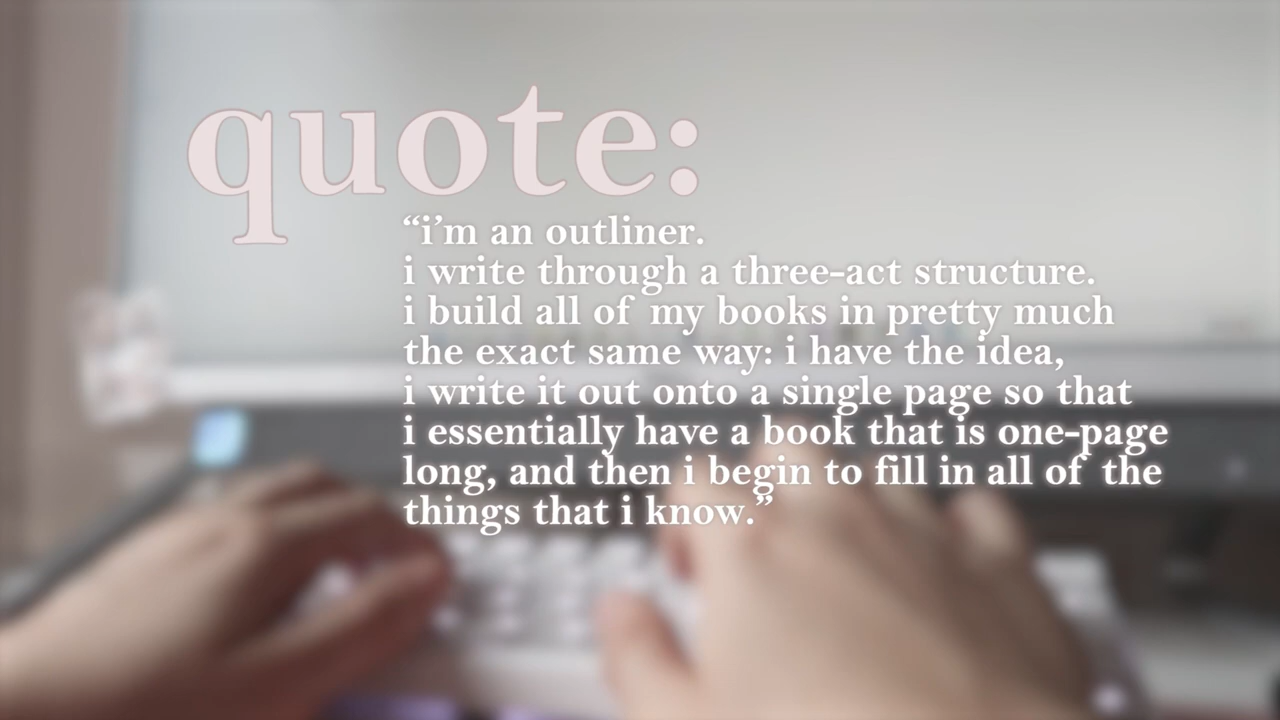 quote:
“i’m an outliner.
i write through a three-act structure.
i build all of my books in pretty much
the exact same way: i have the idea,
i write it out onto a single page so that
i essentially have a book that is one-page
long, and then i begin to fill in all of the
things that i know.”